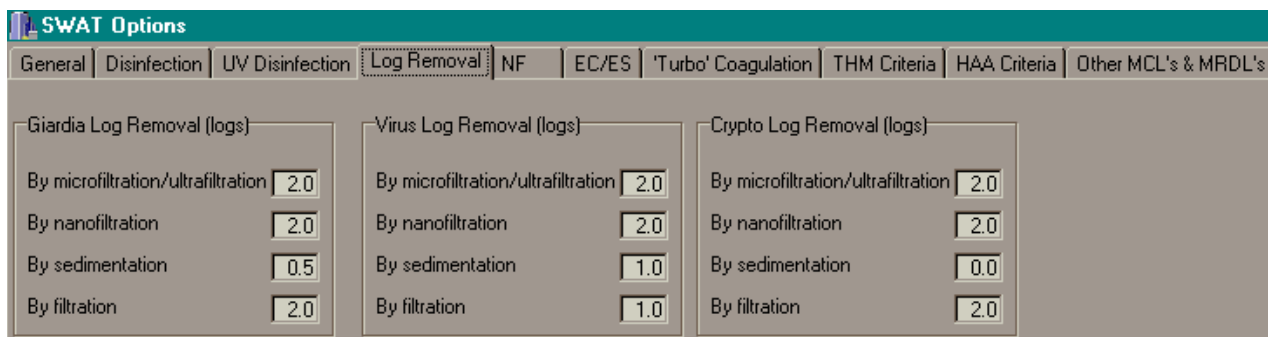 SWAT Options
General Disinfection UV Disinfection Log Removal NF EC/ES 'Turbo' Coagulation THM Criteria HAA Criteria Other MCL's & MRDL's
Giardia Log Removal (logs) Virus Log Removal (logs) Crypto Log Removal (logs)
By microfiltration/ultrafiltration 2.0 By microfiltration/ultrafiltration 2.0 By microfiltration/ultrafiltration 2.0
By nanofiltration 2.0 By nanofiltration 2.0 By nanofiltration 2.0
By sedimentation 0.5 By sedimentation 1.0 By sedimentation 0.0
By filtration 2.0 By filtration 1.0 By filtration 2.0